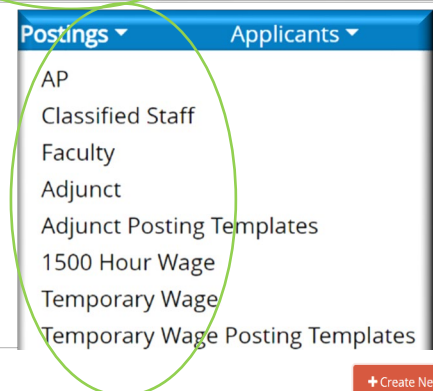 Postings Applicants
AP
Classified Staff
Faculty
Adjunct
Adjunct Posting Templates
1500 Hour Wage
Temporary Wage
Temporary Wage Posting Templates
+ Create Ne